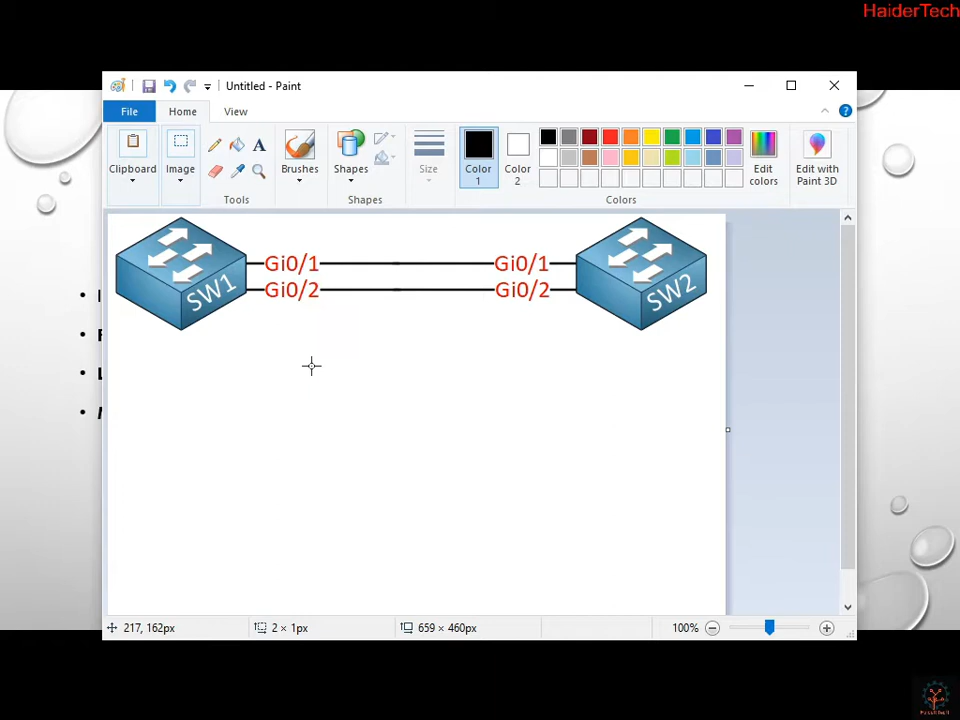 HaiderTech
Untitled - Paint
File Home View
Clipboard
Image
Tools
Brushes
Shapes
Shapes
Size
Color 1
Color 2
Edit colors
Edit with Paint 3D
Colors
Gi0/1 Gi0/1
Gi0/2 Gi0/2
SW1 SW2
217, 162px 2 × 1px 659 × 460px 100%